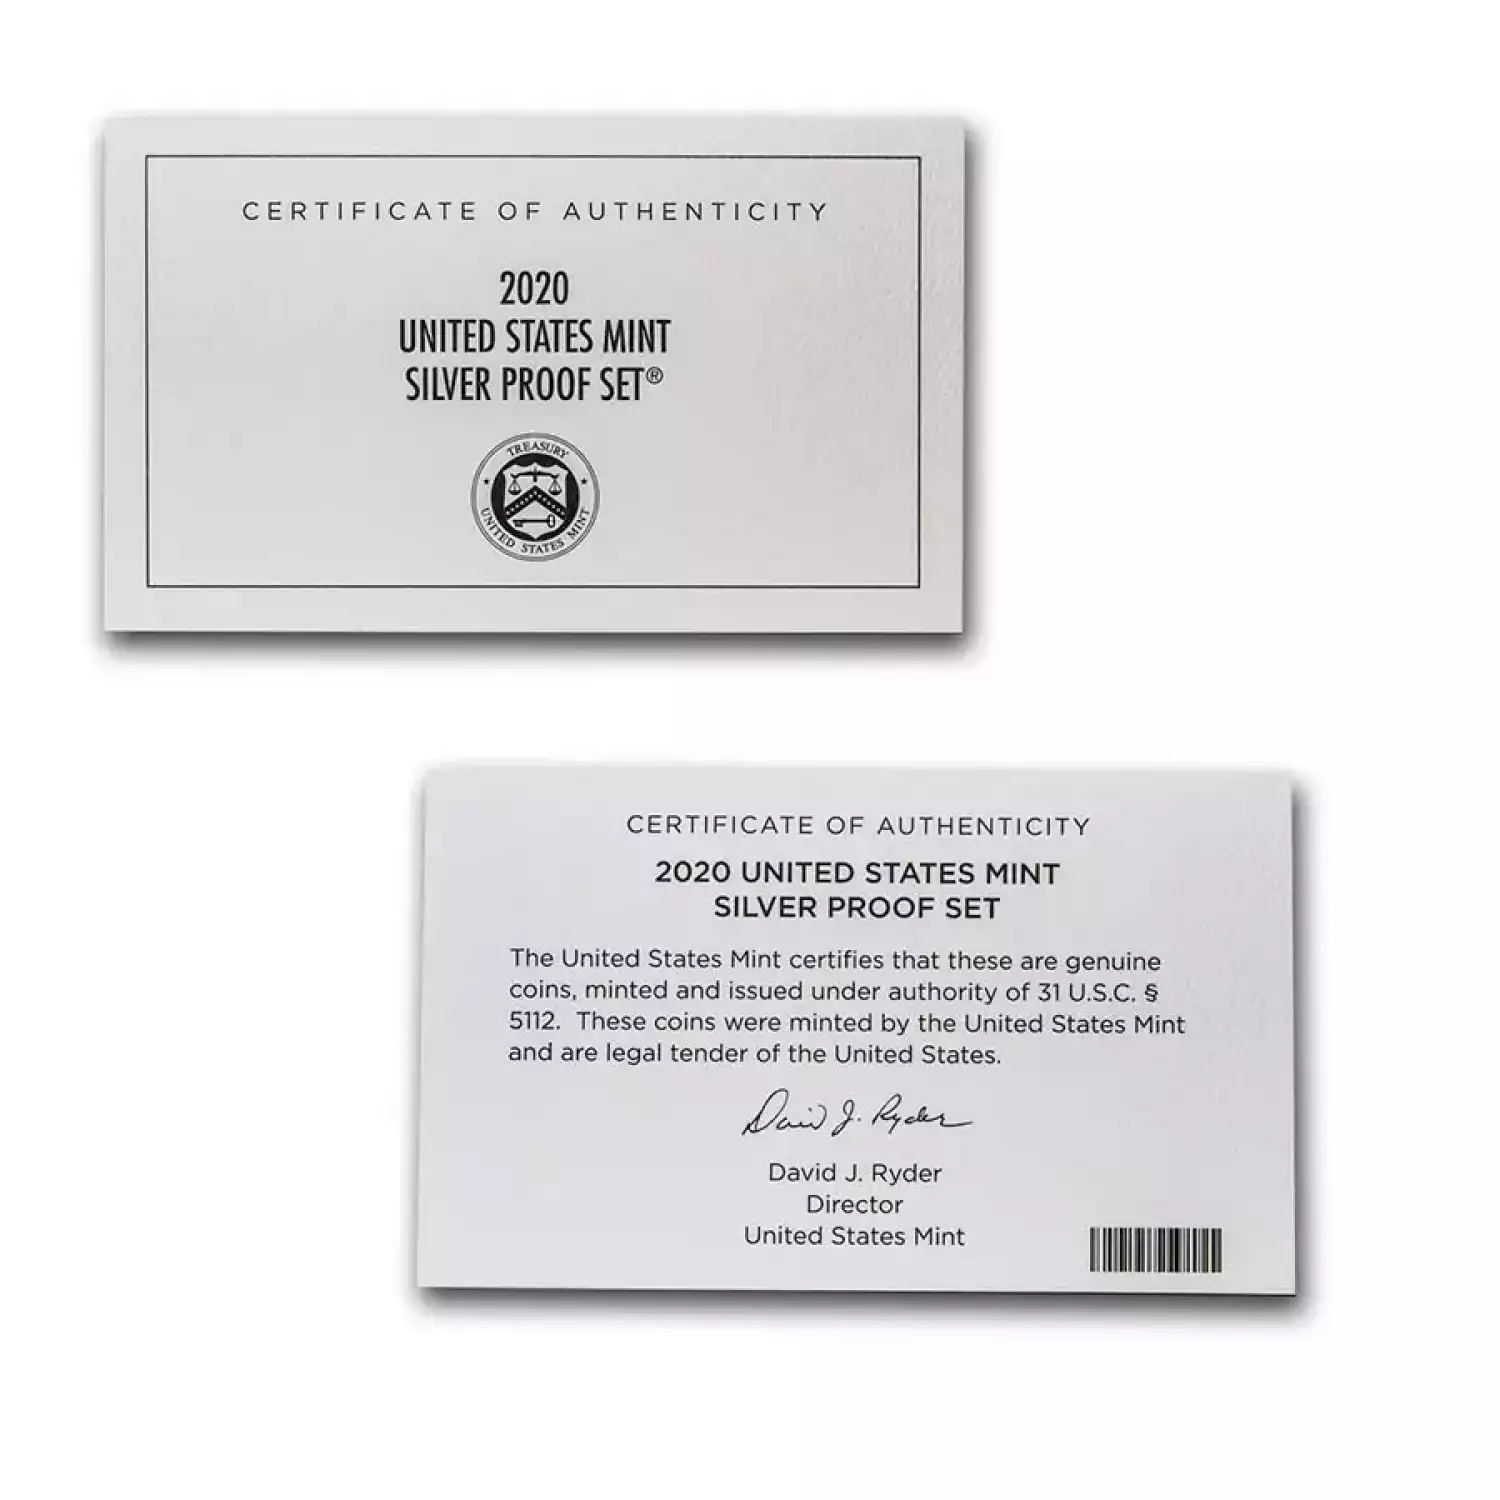 CERTIFICATE OF AUTHENTICITY
2020
UNITED STATES MINT
SILVER PROOF SET®
TREASURY
UNITED STATES MINT
CERTIFICATE OF AUTHENTICITY
2020 UNITED STATES MINT
SILVER PROOF SET
The United States Mint certifies that these are genuine
coins, minted and issued under authority of 31 U.S.C. §
5112. These coins were minted by the United States Mint
and are legal tender of the United States.
David J. Ryder
David J. Ryder
Director
United States Mint